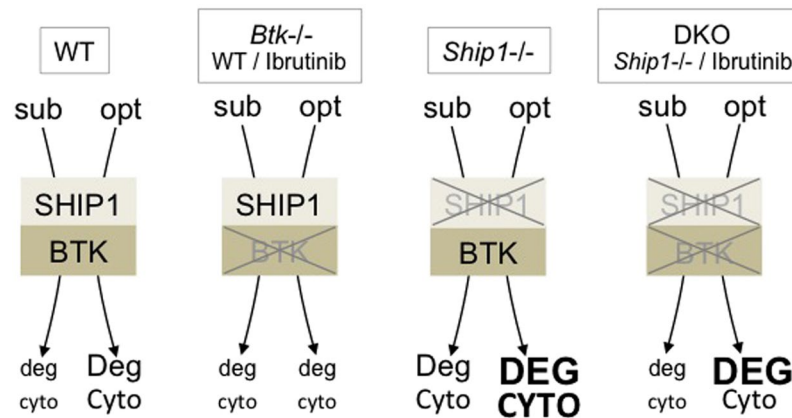 WT
Btk-/-
WT / Ibrutinib
Ship1-/-
DKO
Ship1-/- / Ibrutinib
sub opt sub opt sub opt sub opt
SHIP1 SHIP1 SHIP1 SHIP1
BTK BTK BTK BTK
deg Deg deg deg Deg DEG deg DEG
cyto Cyto cyto cyto Cyto CYTO cyto Cyto